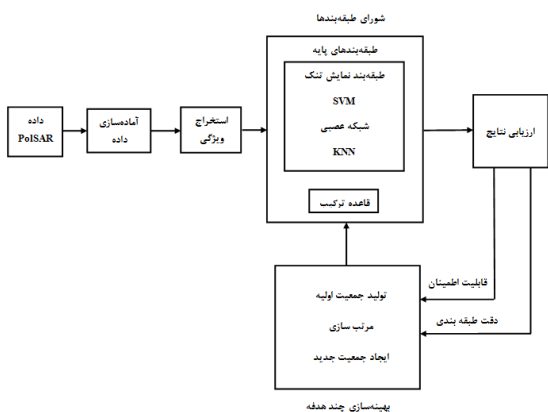 شورای طبقه‌بندها
طبقه‌بندهای پایه
طبقه‌بند نمایش تنک
SVM
شبکه عصبی
KNN
قاعده ترکیب
داده
PolSAR
آماده‌سازی
داده
استخراج
ویژگی
ارزیابی نتایج
قابلیت اطمینان
دقت طبقه بندی
تولید جمعیت اولیه
مرتب سازی
ایجاد جمعیت جدید
بهینه‌سازی چند هدفه